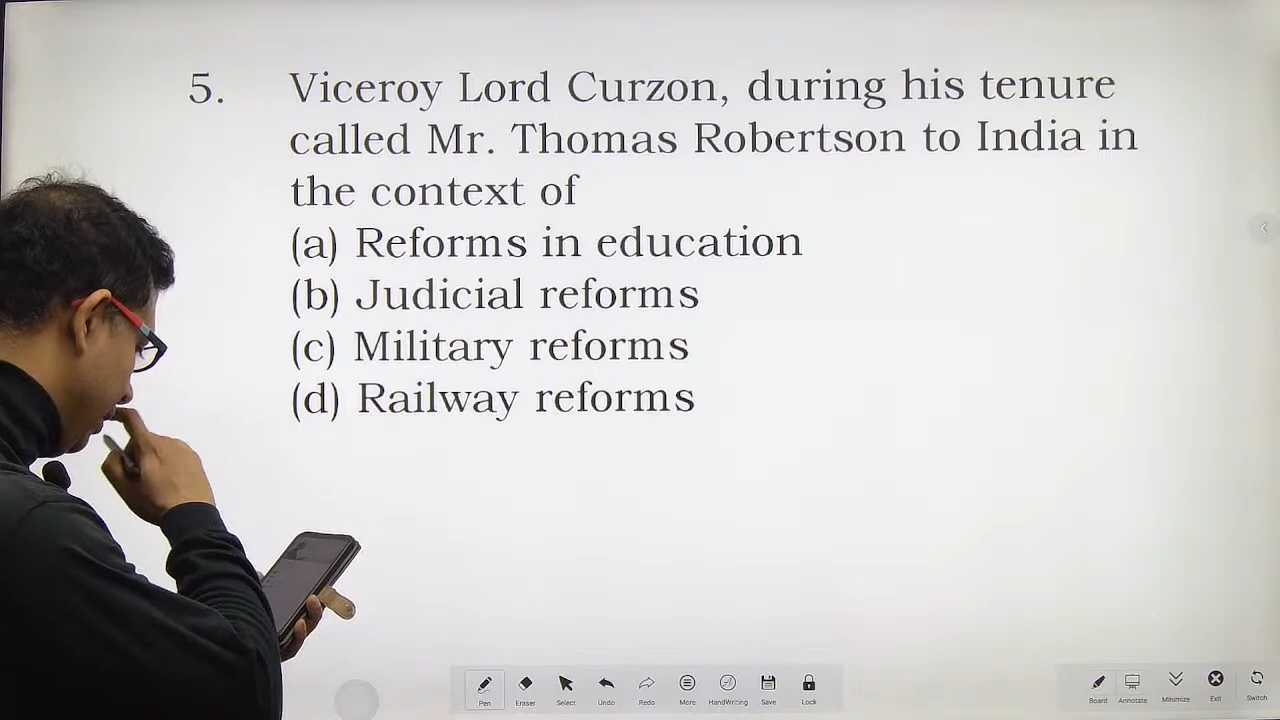 5. Viceroy Lord Curzon, during his tenure
called Mr. Thomas Robertson to India in
the context of
(a) Reforms in education
(b) Judicial reforms
(c) Military reforms
(d) Railway reforms
Pen Eraser Select Undo Redo More HandWriting Save Lock
Board Annotate Minimize Exit Switch